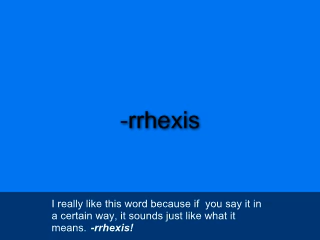 -rrhexis
I really like this word because if  you say it in
a certain way, it sounds just like what it
means.  -rrhexis!